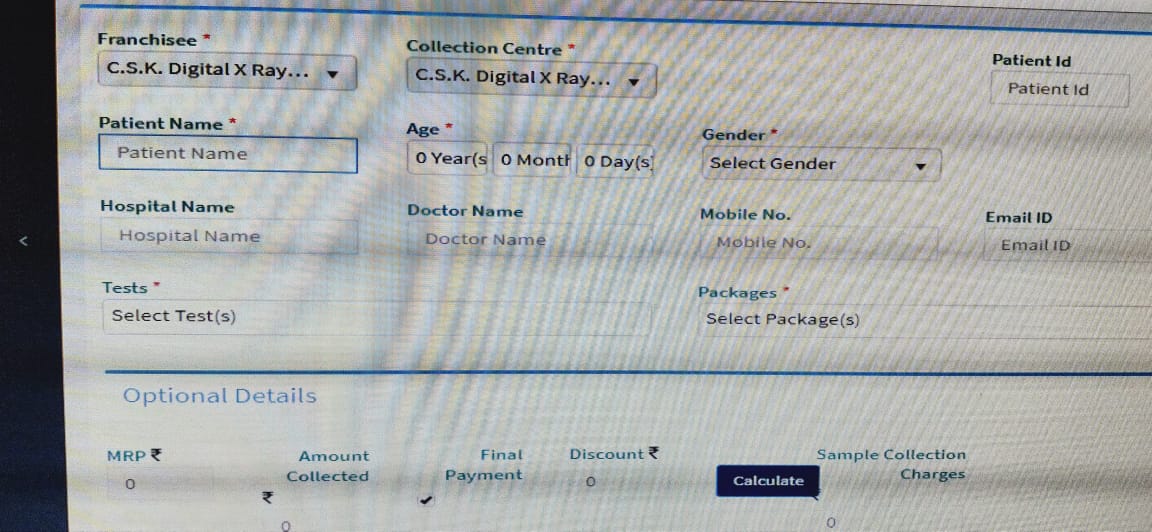 Franchisee *
Collection Centre *
Patient Id
C.S.K. Digital X Ray...
C.S.K. Digital X Ray...
Patient Id
Patient Name *
Age *
Gender *
Patient Name
0 Year(s
0 Month
0 Day(s)
Select Gender
Hospital Name
Doctor Name
Mobile No.
Email ID
Hospital Name
Doctor Name
Mobile No.
Email ID
Tests *
Packages *
Select Test(s)
Select Package(s)
Optional Details
MRP ₹
Amount
Collected
Final
Payment
Discount ₹
Sample Collection
Charges
0
₹
0
0
Calculate
₹
0